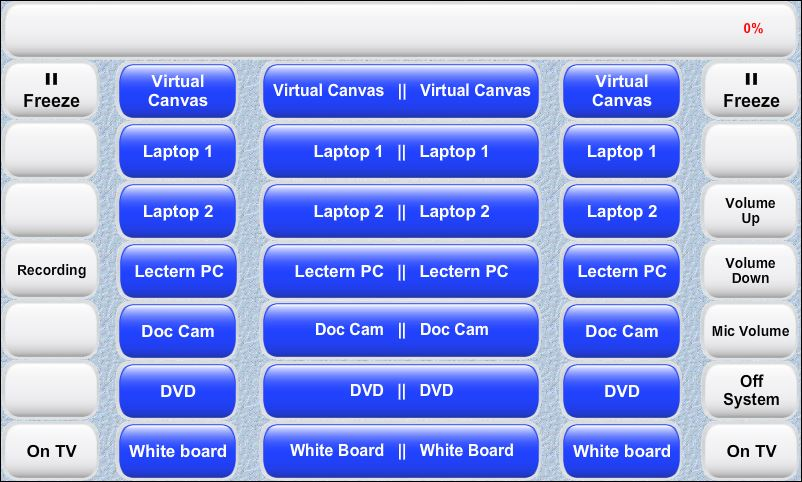 0%
Freeze
Virtual
Canvas
Virtual Canvas || Virtual Canvas
Virtual
Canvas
Freeze
Laptop 1
Laptop 1 || Laptop 1
Laptop 1
Laptop 2
Laptop 2 || Laptop 2
Laptop 2
Volume
Up
Recording
Lectern PC
Lectern PC || Lectern PC
Lectern PC
Volume
Down
Doc Cam
Doc Cam || Doc Cam
Doc Cam
Mic Volume
DVD
DVD || DVD
DVD
Off
System
On TV
White board
White Board || White Board
White board
On TV